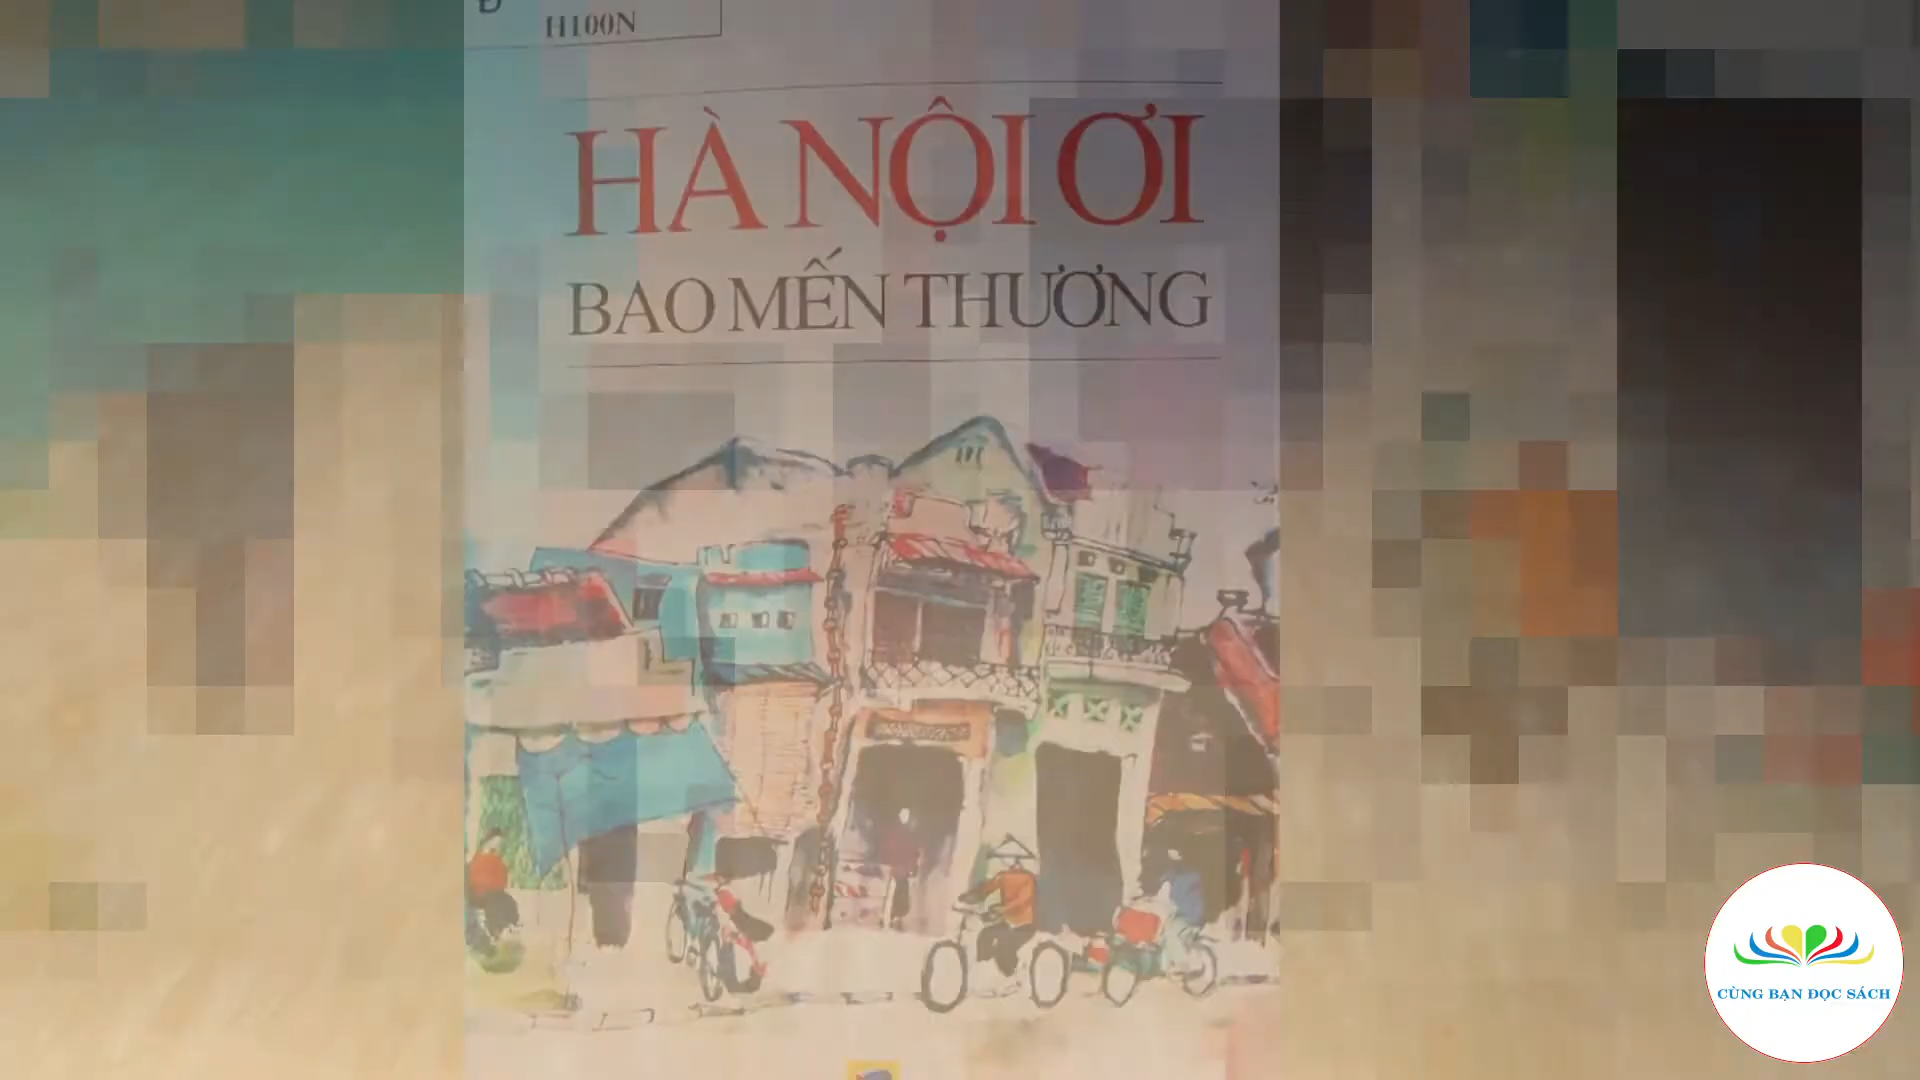 Đ
H100N
HÀ NỘI ƠI
BAO MẾN THƯƠNG
CÙNG BẠN ĐỌC SÁCH